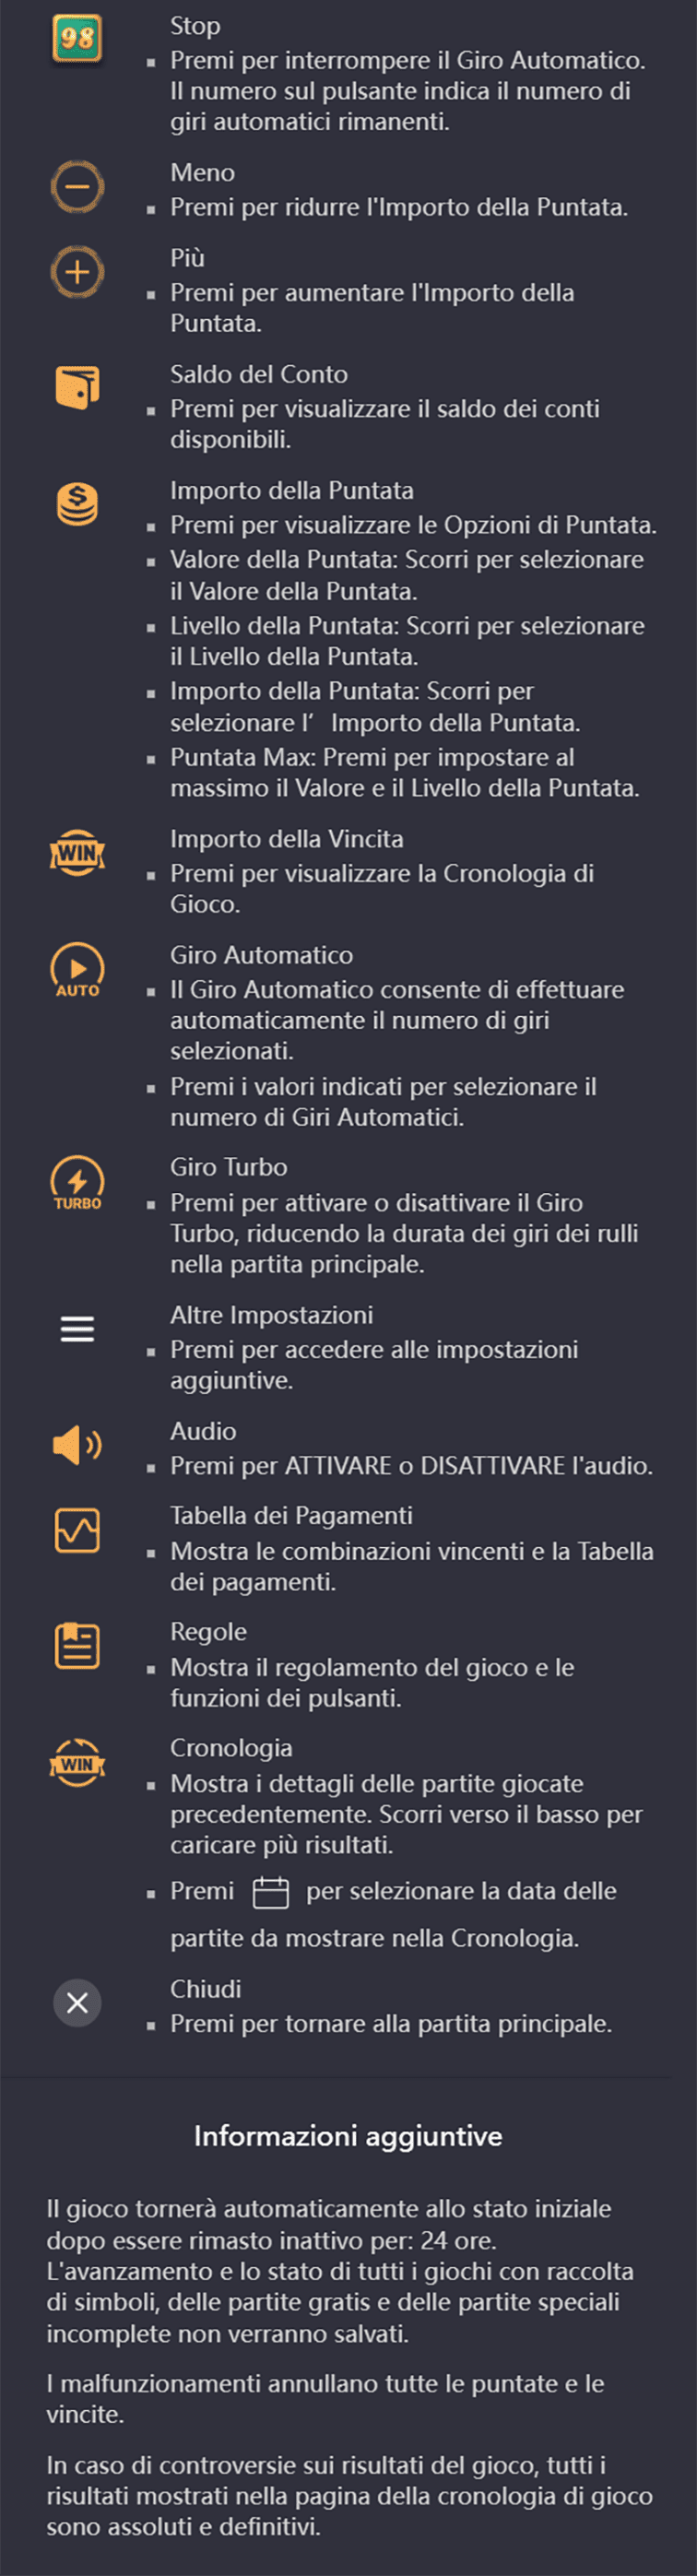 98
Stop
▪ Premi per interrompere il Giro Automatico.
Il numero sul pulsante indica il numero di
giri automatici rimanenti.
Meno
▪ Premi per ridurre l'Importo della Puntata.
Più
▪ Premi per aumentare l'Importo della
Puntata.
Saldo del Conto
▪ Premi per visualizzare il saldo dei conti
disponibili.
Importo della Puntata
▪ Premi per visualizzare le Opzioni di Puntata.
▪ Valore della Puntata: Scorri per selezionare
il Valore della Puntata.
▪ Livello della Puntata: Scorri per selezionare
il Livello della Puntata.
▪ Importo della Puntata: Scorri per
selezionare l’ Importo della Puntata.
▪ Puntata Max: Premi per impostare al
massimo il Valore e il Livello della Puntata.
WIN
Importo della Vincita
▪ Premi per visualizzare la Cronologia di
Gioco.
AUTO
Giro Automatico
▪ Il Giro Automatico consente di effettuare
automaticamente il numero di giri
selezionati.
▪ Premi i valori indicati per selezionare il
numero di Giri Automatici.
TURBO
Giro Turbo
▪ Premi per attivare o disattivare il Giro
Turbo, riducendo la durata dei giri dei rulli
nella partita principale.
Altre Impostazioni
▪ Premi per accedere alle impostazioni
aggiuntive.
Audio
▪ Premi per ATTIVARE o DISATTIVARE l'audio.
Tabella dei Pagamenti
▪ Mostra le combinazioni vincenti e la Tabella
dei pagamenti.
Regole
▪ Mostra il regolamento del gioco e le
funzioni dei pulsanti.
WIN
Cronologia
▪ Mostra i dettagli delle partite giocate
precedentemente. Scorri verso il basso per
caricare più risultati.
▪ Premi per selezionare la data delle
partite da mostrare nella Cronologia.
Chiudi
▪ Premi per tornare alla partita principale.
Informazioni aggiuntive
Il gioco tornerà automaticamente allo stato iniziale
dopo essere rimasto inattivo per: 24 ore.
L'avanzamento e lo stato di tutti i giochi con raccolta
di simboli, delle partite gratis e delle partite speciali
incomplete non verranno salvati.
I malfunzionamenti annullano tutte le puntate e le
vincite.
In caso di controversie sui risultati del gioco, tutti i
risultati mostrati nella pagina della cronologia di gioco
sono assoluti e definitivi.